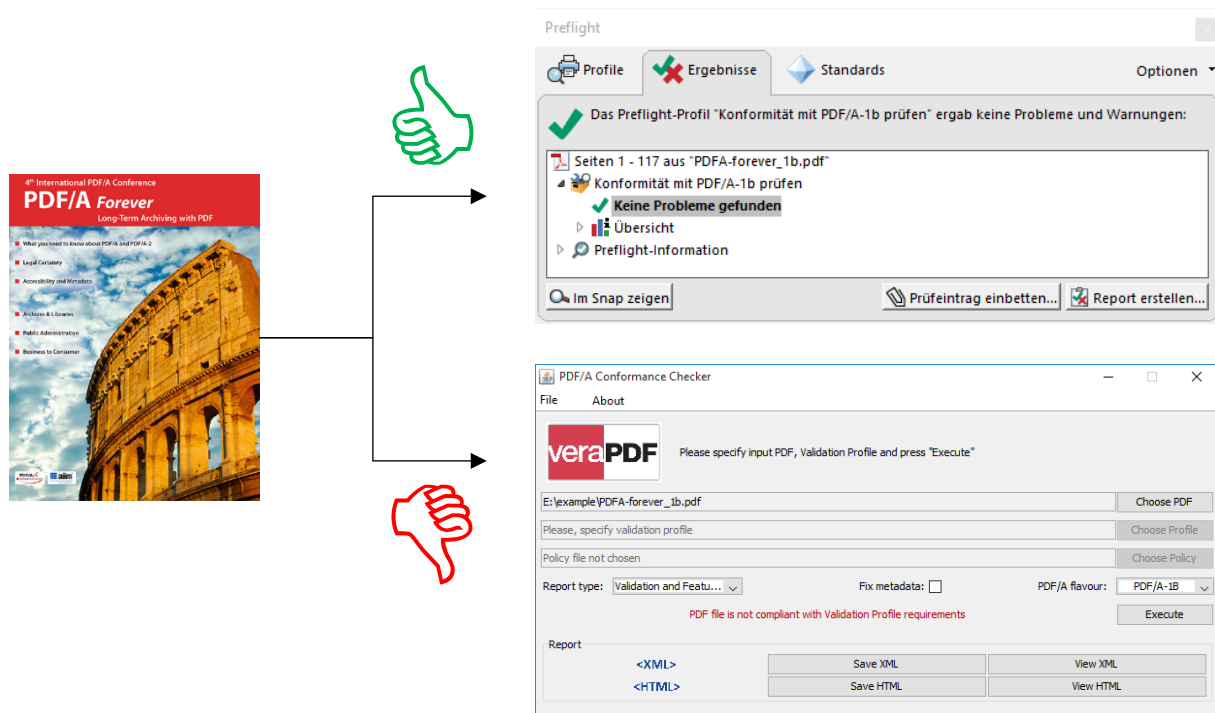 4th International PDF/A Conference
PDF/A Forever
Long-Term Archiving with PDF
What you need to know about PDF/A and PDF/A-2
Legal Certainty
Accessibility and Metadata
Archives & Libraries
Public Administration
Business to Consumer
aiim
Preflight
Profile
Ergebnisse
Standards
Optionen
Das Preflight-Profil "Konformität mit PDF/A-1b prüfen" ergab keine Probleme und Warnungen:
Seiten 1 - 117 aus "PDFA-forever_1b.pdf"
Konformität mit PDF/A-1b prüfen
Keine Probleme gefunden
Übersicht
Preflight-Information
Im Snap zeigen
Prüfeintrag einbetten...
Report erstellen...
PDF/A Conformance Checker
File About
veraPDF
Please specify input PDF, Validation Profile and press "Execute"
E:\example\PDFA-forever_1b.pdf
Choose PDF
Please, specify validation profile
Choose Profile
Policy file not chosen
Choose Policy
Report type: Validation and Featu... Fix metadata: PDF/A flavour: PDF/A-1B
PDF file is not compliant with Validation Profile requirements
Execute
Report
<XML> Save XML View XML
<HTML> Save HTML View HTML